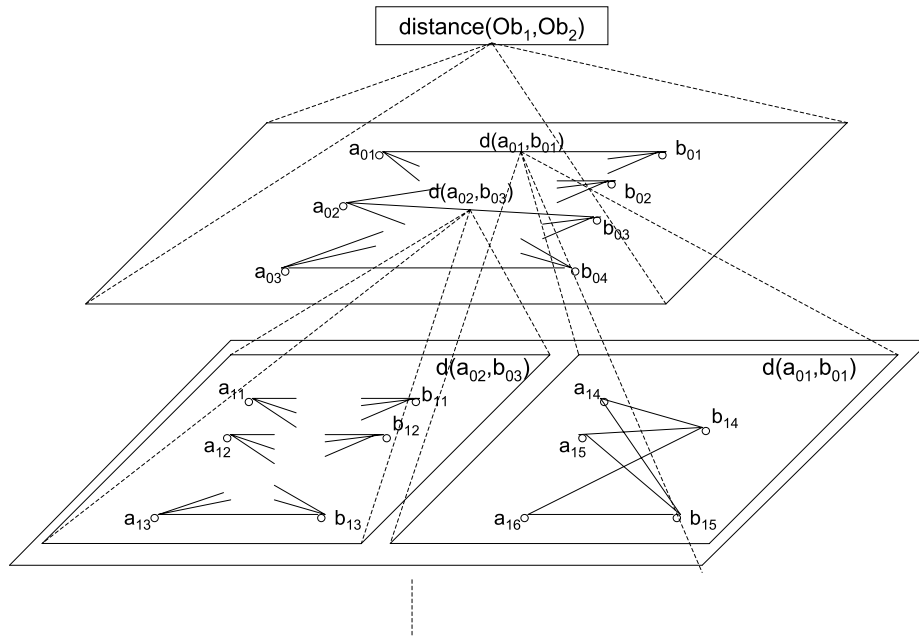 distance(Ob₁,Ob₂)
d(a₀₁,b₀₁)
a₀₁
b₀₁
b₀₂
d(a₀₂,b₀₃)
a₀₂
b₀₃
a₀₃
b₀₄
d(a₀₂,b₀₃)
d(a₀₁,b₀₁)
a₁₁
b₁₁
a₁₂
b₁₂
a₁₃
b₁₃
a₁₄
b₁₄
a₁₅
a₁₆
b₁₅